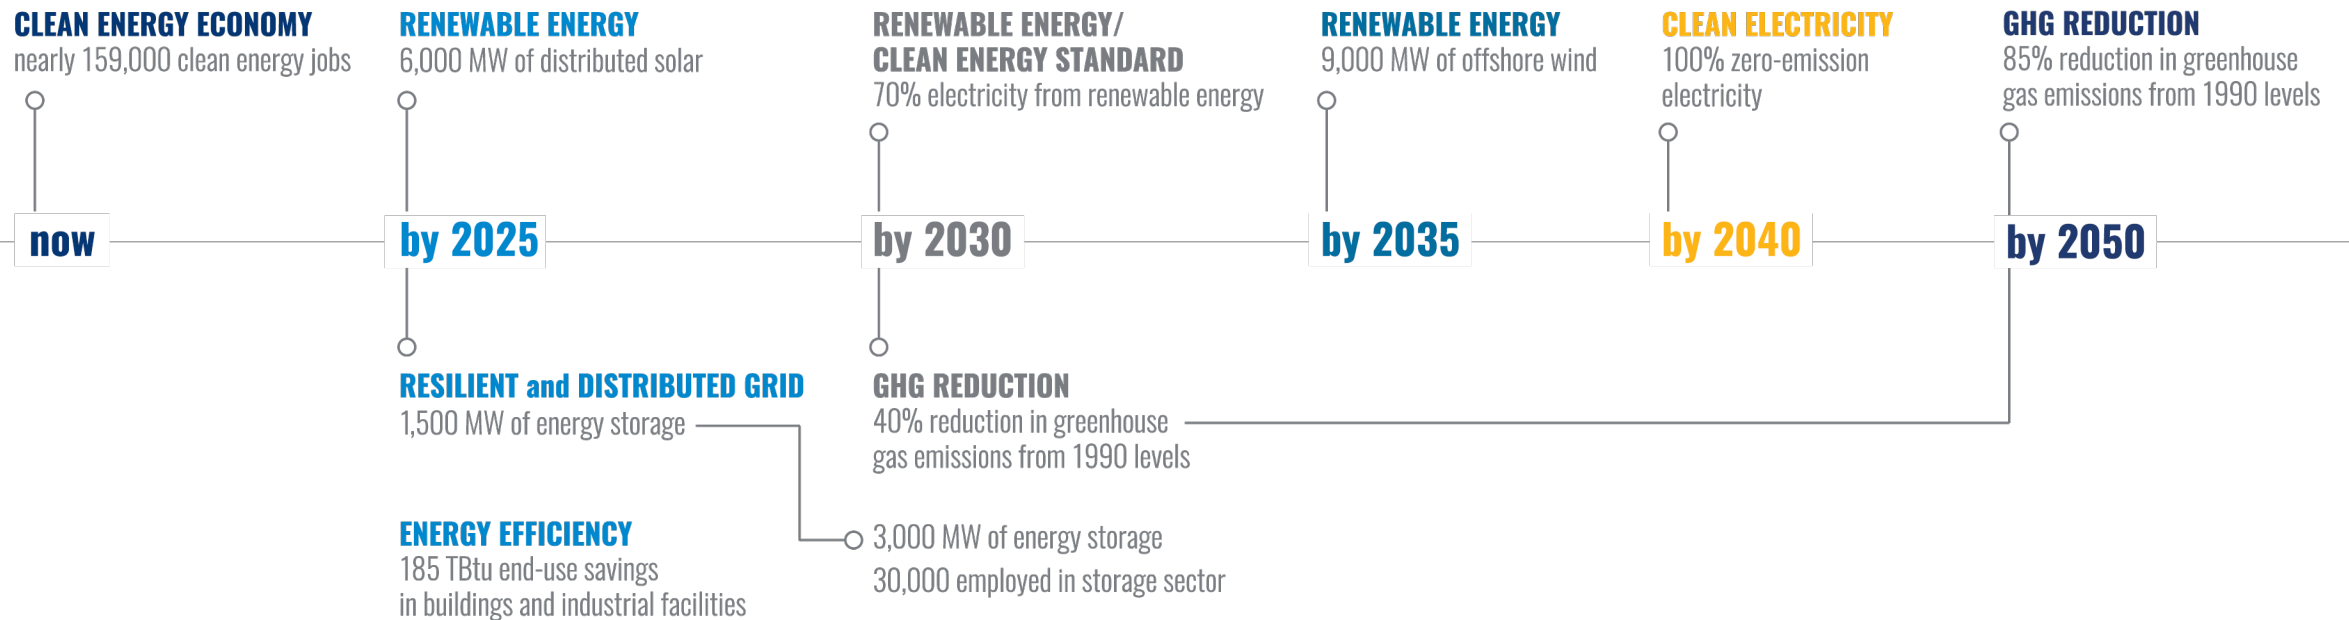 CLEAN ENERGY ECONOMY
nearly 159,000 clean energy jobs
RENEWABLE ENERGY
6,000 MW of distributed solar
RENEWABLE ENERGY/
CLEAN ENERGY STANDARD
70% electricity from renewable energy
RENEWABLE ENERGY
9,000 MW of offshore wind
CLEAN ELECTRICITY
100% zero-emission
electricity
GHG REDUCTION
85% reduction in greenhouse
gas emissions from 1990 levels
now
by 2025
by 2030
by 2035
by 2040
by 2050
RESILIENT and DISTRIBUTED GRID
1,500 MW of energy storage
GHG REDUCTION
40% reduction in greenhouse
gas emissions from 1990 levels
ENERGY EFFICIENCY
185 TBtu end-use savings
in buildings and industrial facilities
3,000 MW of energy storage
30,000 employed in storage sector